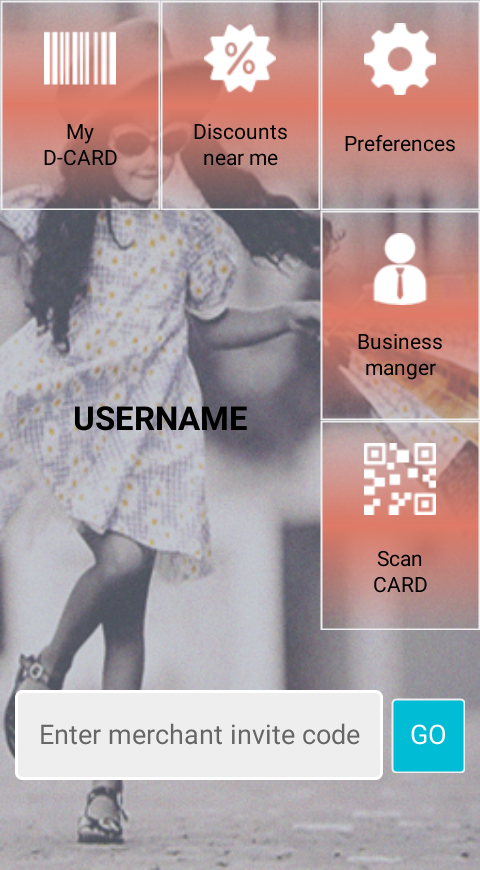 My
D-CARD
Discounts
near me
Preferences
Business
manger
USERNAME
Scan
CARD
Enter merchant invite code
GO